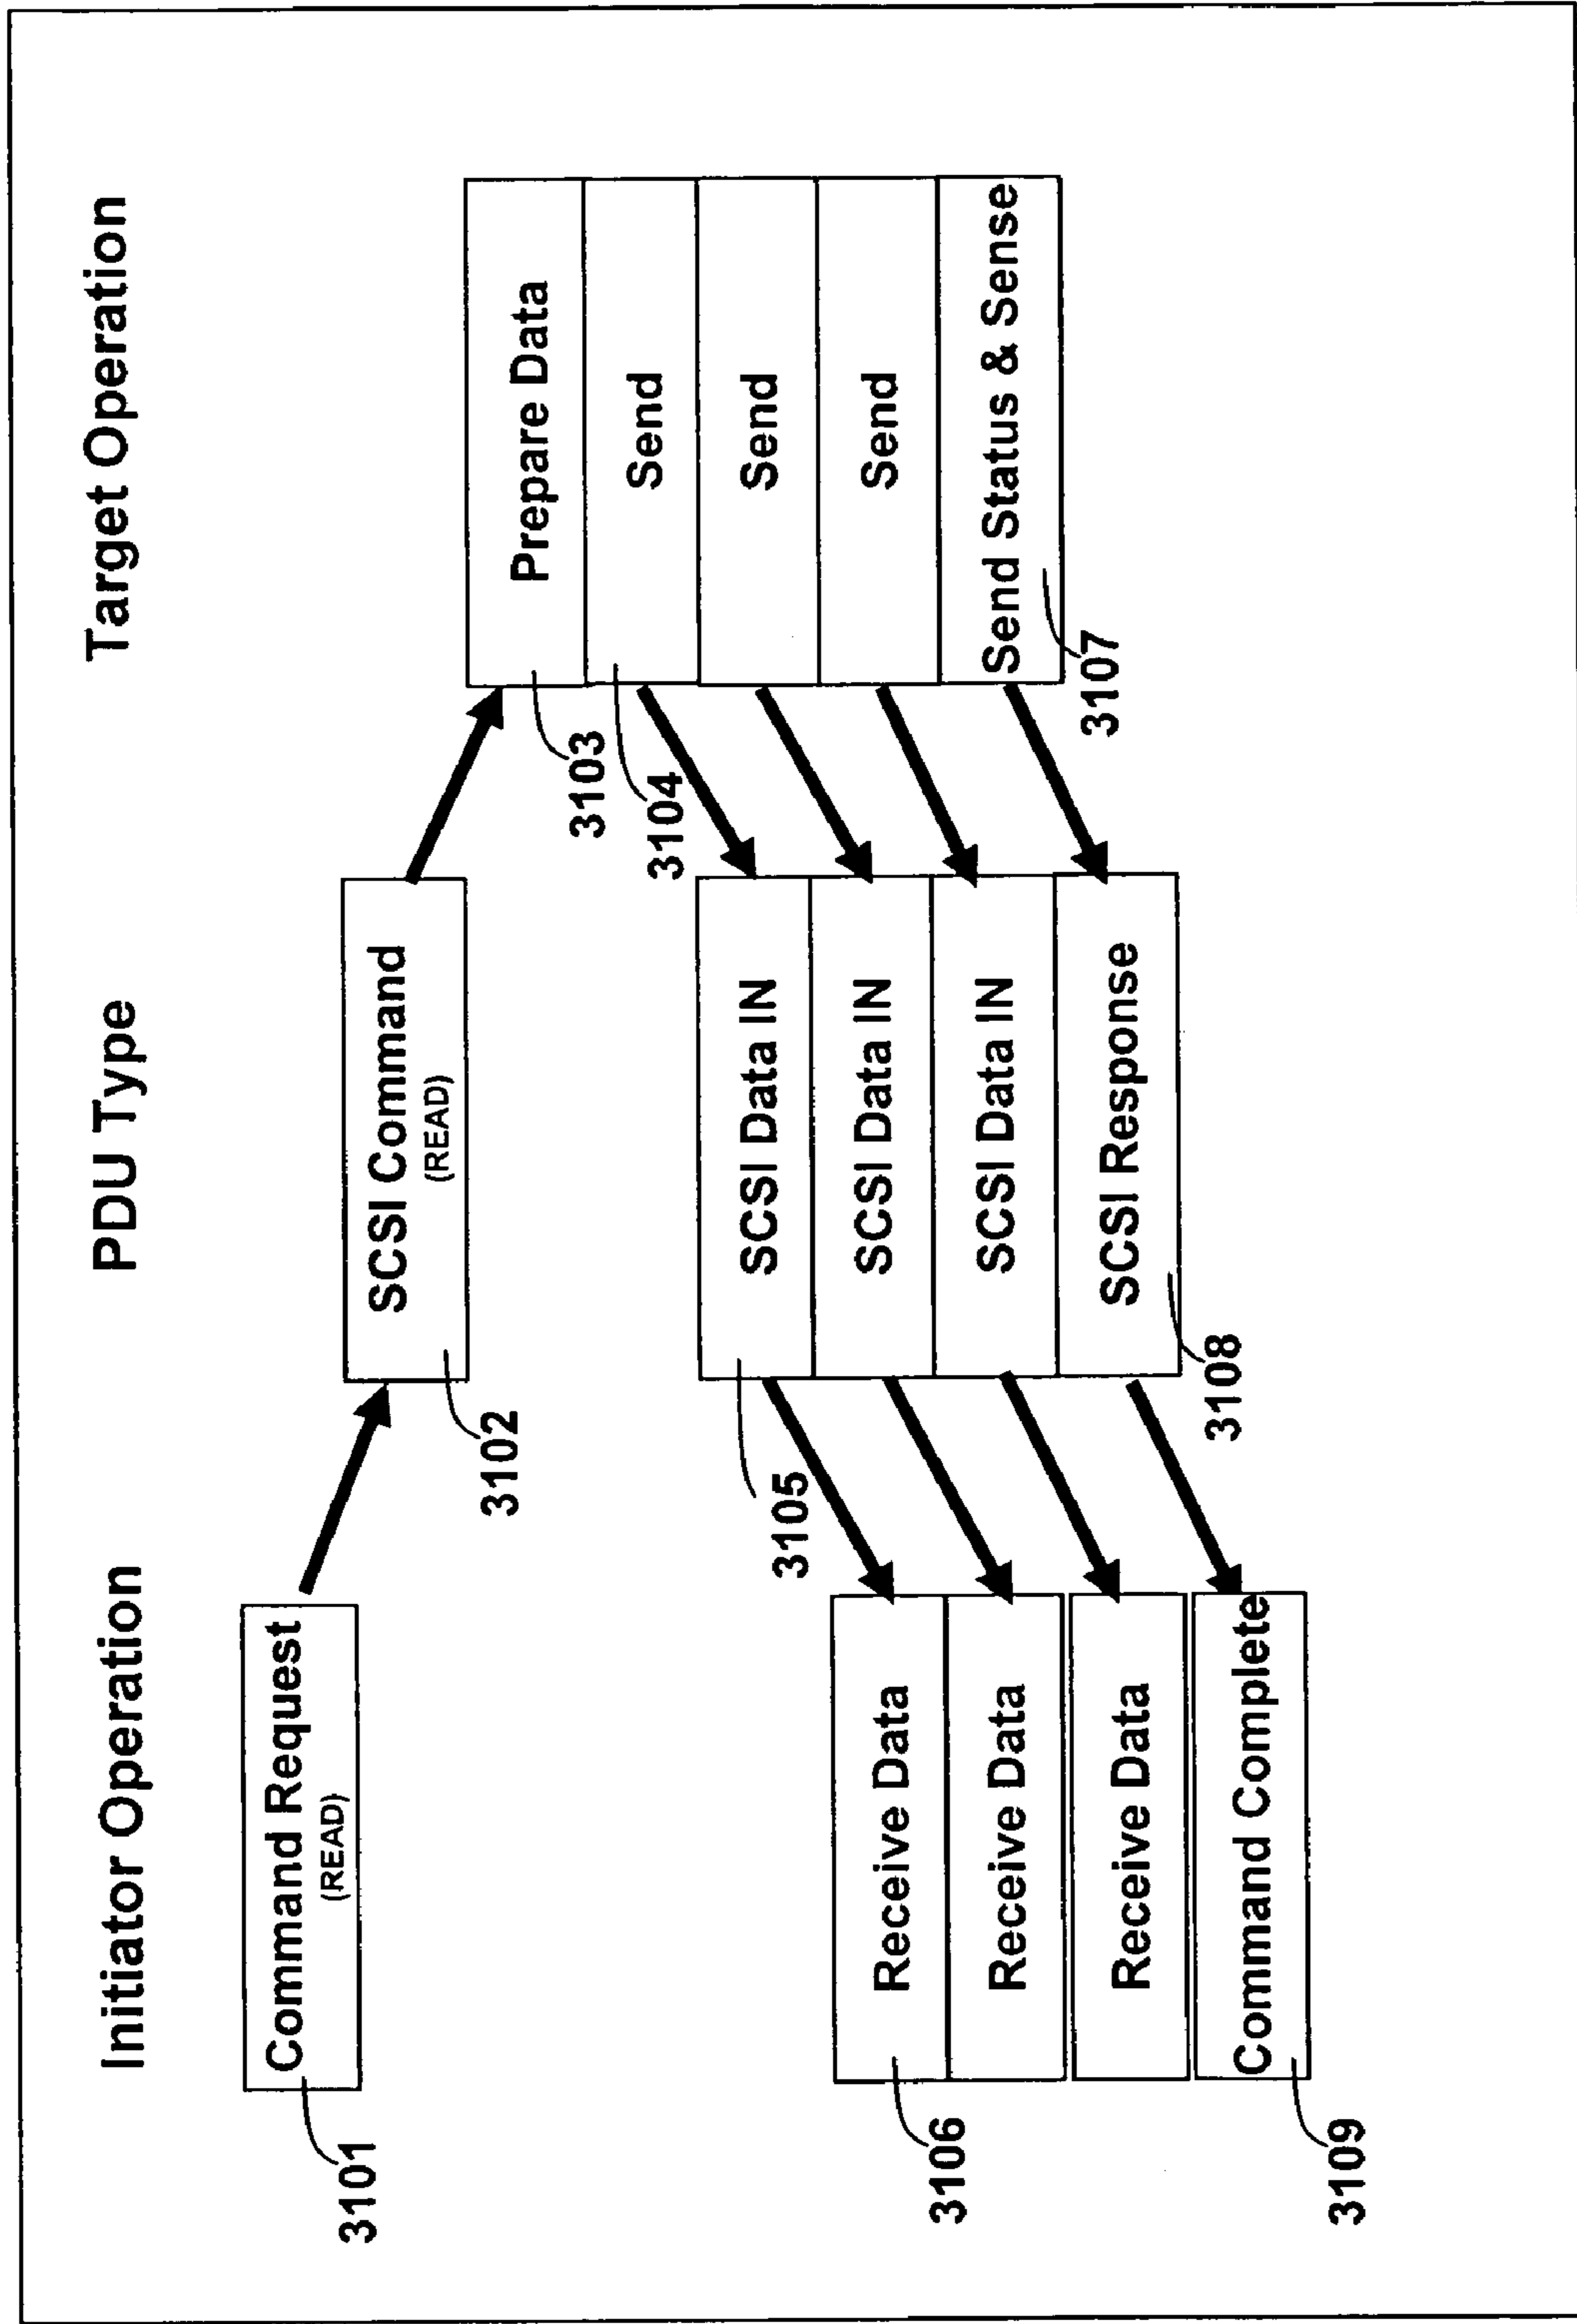 Initiator Operation
PDU Type
Target Operation
Command Request
(READ)
3101
SCSI Command
(READ)
3102
Prepare Data
3103
Send
3104
Send
Send
Send Status & Sense
3107
SCSI Data IN
3105
SCSI Data IN
SCSI Data IN
SCSI Response
3108
Receive Data
3106
Receive Data
Receive Data
Command Complete
3109